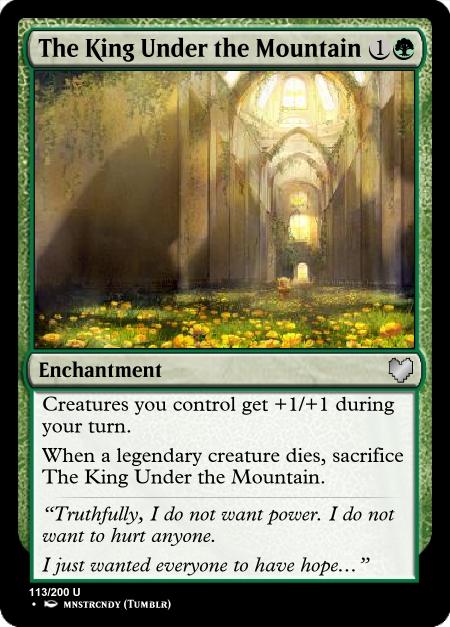 The King Under the Mountain 1
Enchantment
Creatures you control get +1/+1 during
your turn.
When a legendary creature dies, sacrifice
The King Under the Mountain.
“Truthfully, I do not want power. I do not
want to hurt anyone.
I just wanted everyone to have hope…”
113/200 U
• MNSTRCNDY (TUMBLR)